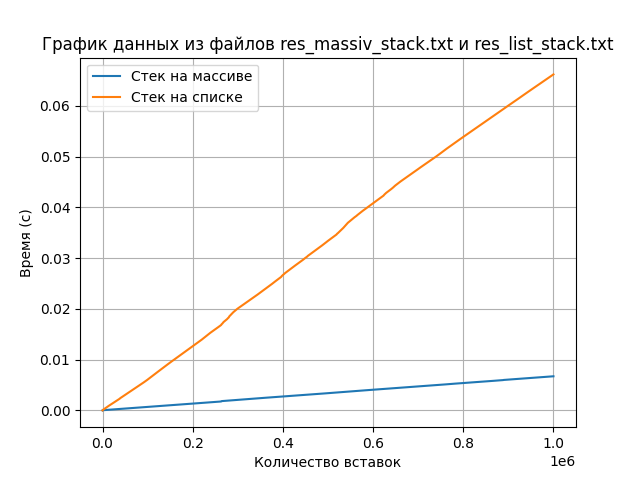 График данных из файлов res_massiv_stack.txt и res_list_stack.txt
Стек на массиве
Стек на списке
0.06
0.05
0.04
0.03
0.02
0.01
0.00
Время (с)
0.0 0.2 0.4 0.6 0.8 1.0
1e6
Количество вставок